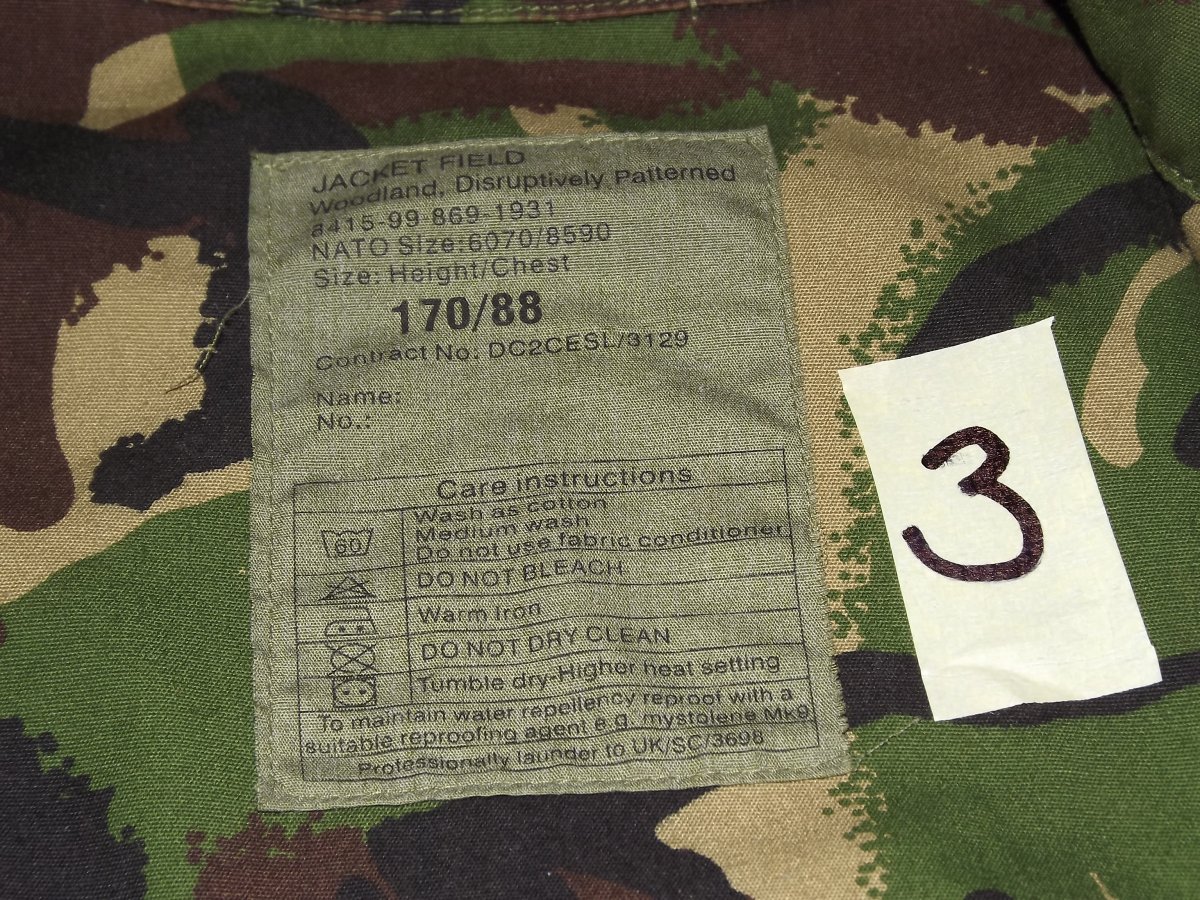 JACKET FIELD
Woodland, Disruptively Patterned
8415-99-869-1931
NATO Size:6070/8590
Size: Height/Chest
170/88
Contract No: DC2CESL/3129
Name:
No.:
Care instructions
60
Wash as cotton
Medium wash
Do not use fabric conditioner
DO NOT BLEACH
Warm Iron
DO NOT DRY CLEAN
Tumble dry-Higher heat setting
To maintain water repellency reproof with a
suitable reproofing agent e.g. mystolene Mk9
Professionally launder to UK/SC/3698
3